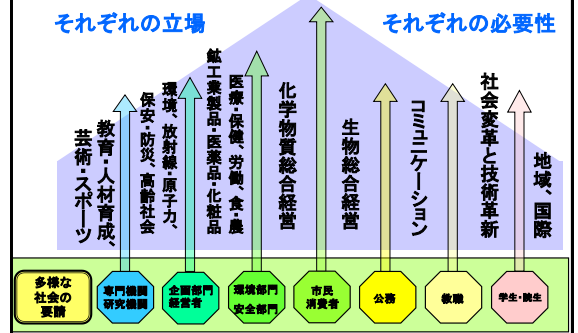 それぞれの立場
それぞれの必要性
芸術・スポーツ
教育・人材育成、
保安・防災、高齢社会
環境、放射線・原子力、
鉱工業製品・医薬品・化粧品
医療・保健、労働、食・農
化学物質総合経営
生物総合経営
コミュニケーション
社会変革と技術革新
地域、国際
多様な
社会の
要請
専門機関
研究機関
企画部門
経営者
環境部門
安全部門
市民
消費者
公務
教職
学生・院生